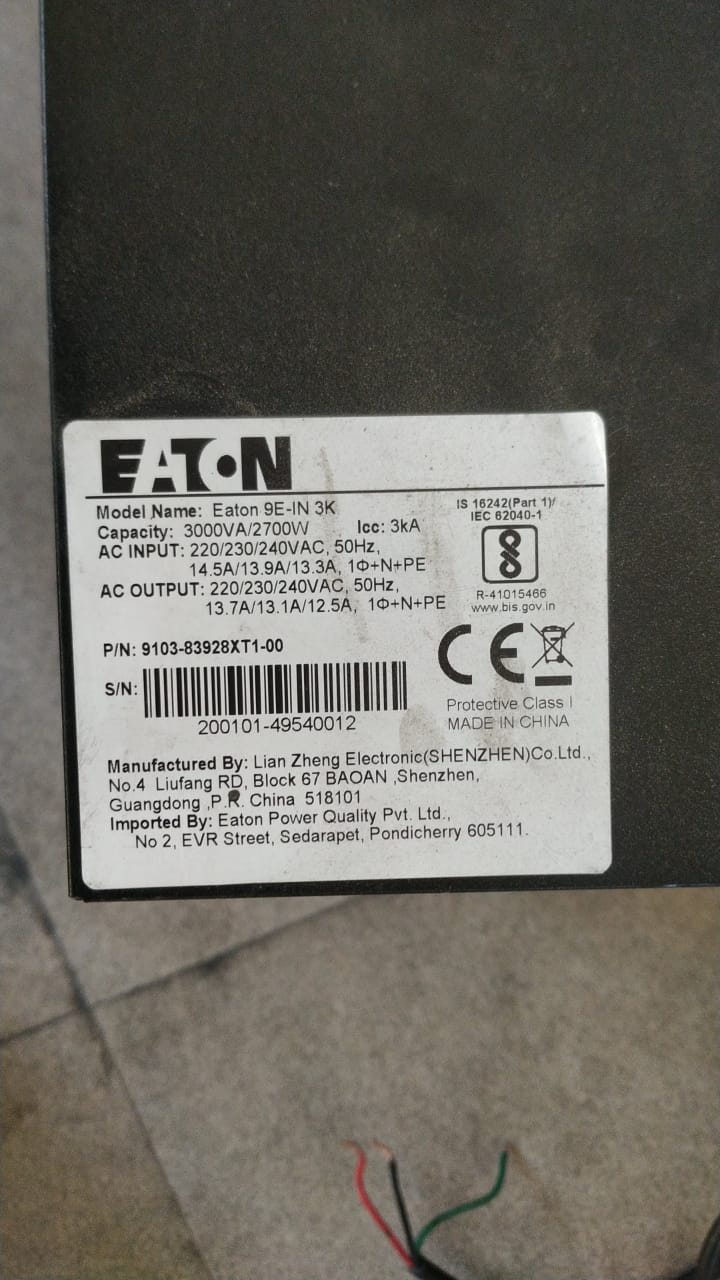 EATON
Model Name: Eaton 9E-IN 3K
Capacity: 3000VA/2700W Icc: 3kA
AC INPUT: 220/230/240VAC, 50Hz,
14.5A/13.9A/13.3A, 1Φ+N+PE
AC OUTPUT: 220/230/240VAC, 50Hz,
13.7A/13.1A/12.5A, 1Φ+N+PE
IS 16242(Part 1)/
IEC 62040-1
R-41015466
www.bis.gov.in
P/N: 9103-83928XT1-00
S/N:
200101-49540012
CE
Protective Class I
MADE IN CHINA
Manufactured By: Lian Zheng Electronic(SHENZHEN)Co.Ltd.,
No.4 Liufang RD, Block 67 BAOAN ,Shenzhen,
Guangdong ,P.R. China 518101
Imported By: Eaton Power Quality Pvt. Ltd.,
No 2, EVR Street, Sedarapet, Pondicherry 605111.